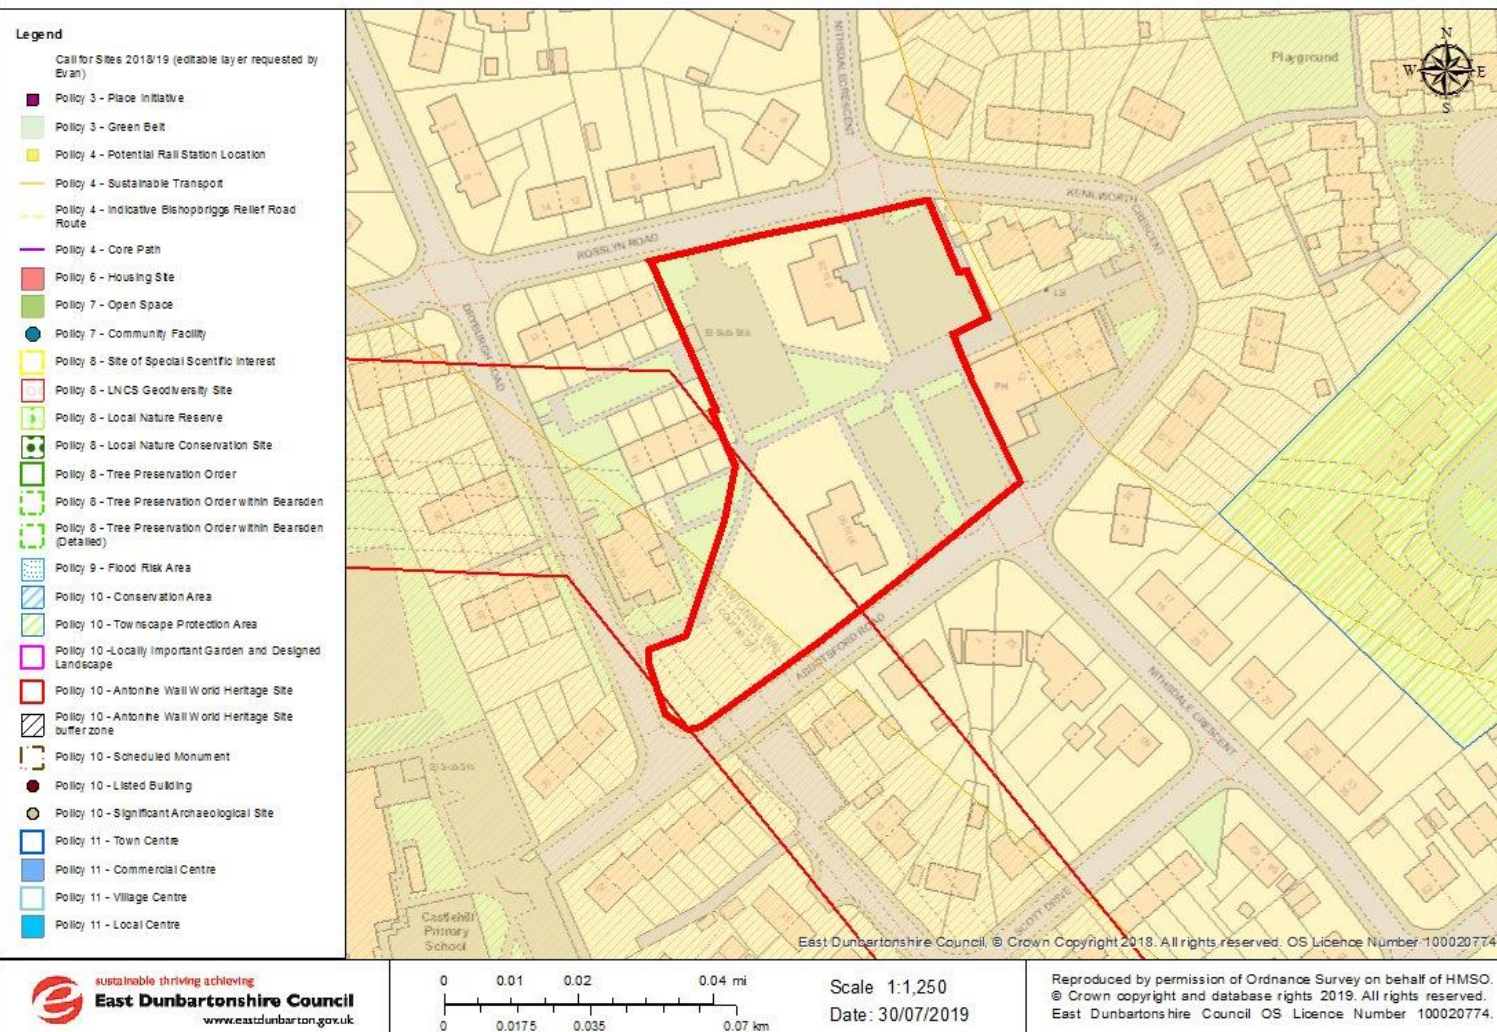 Legend
Call for Sites 2018/19 (editable layer requested by
Evan)
Policy 3 - Place Initiative
Policy 3 - Green Belt
Policy 4 - Potential Rail Station Location
Policy 4 - Sustainable Transport
Policy 4 - Indicative Bishopbriggs Relief Road
Route
Policy 4 - Core Path
Policy 6 - Housing Site
Policy 7 - Open Space
Policy 7 - Community Facility
Policy 8 - Site of Special Scientific Interest
Policy 8 - LNCS Geodiversity Site
Policy 8 - Local Nature Reserve
Policy 8 - Local Nature Conservation Site
Policy 8 - Tree Preservation Order
Policy 8 - Tree Preservation Order within Bearsden
Policy 8 - Tree Preservation Order within Bearsden
(Detailed)
Policy 9 - Flood Risk Area
Policy 10 - Conservation Area
Policy 10 - Townscape Protection Area
Policy 10 -Locally Important Garden and Designed
Landscape
Policy 10 - Antonine Wall World Heritage Site
Policy 10 - Antonine Wall World Heritage Site
buffer zone
Policy 10 - Scheduled Monument
Policy 10 - Listed Building
Policy 10 - Significant Archaeological Site
Policy 11 - Town Centre
Policy 11 - Commercial Centre
Policy 11 - Village Centre
Policy 11 - Local Centre
N
W
E
S
Playground
NITHSDALE CRESCENT
KENILWORTH
CRESCENT
ROSSLYN ROAD
DRYBURGH ROAD
El Sub Sta
LB
PH
ANTONINE WALL
(course of)
ABBOTSFORD ROAD
NITHSDALE CRESCENT
El Sub Sta
SCOTT DRIVE
Castlehill
Primary
School
East Dunbartonshire Council, © Crown Copyright 2018. All rights reserved. OS Licence Number 100020774
sustainable thriving achieving
East Dunbartonshire Council
www.eastdunbarton.gov.uk
0 0.01 0.02 0.04 mi
0 0.0175 0.035 0.07 km
Scale 1:1,250
Date: 30/07/2019
Reproduced by permission of Ordnance Survey on behalf of HMSO.
© Crown copyright and database rights 2019. All rights reserved.
East Dunbartonshire Council OS Licence Number 100020774.